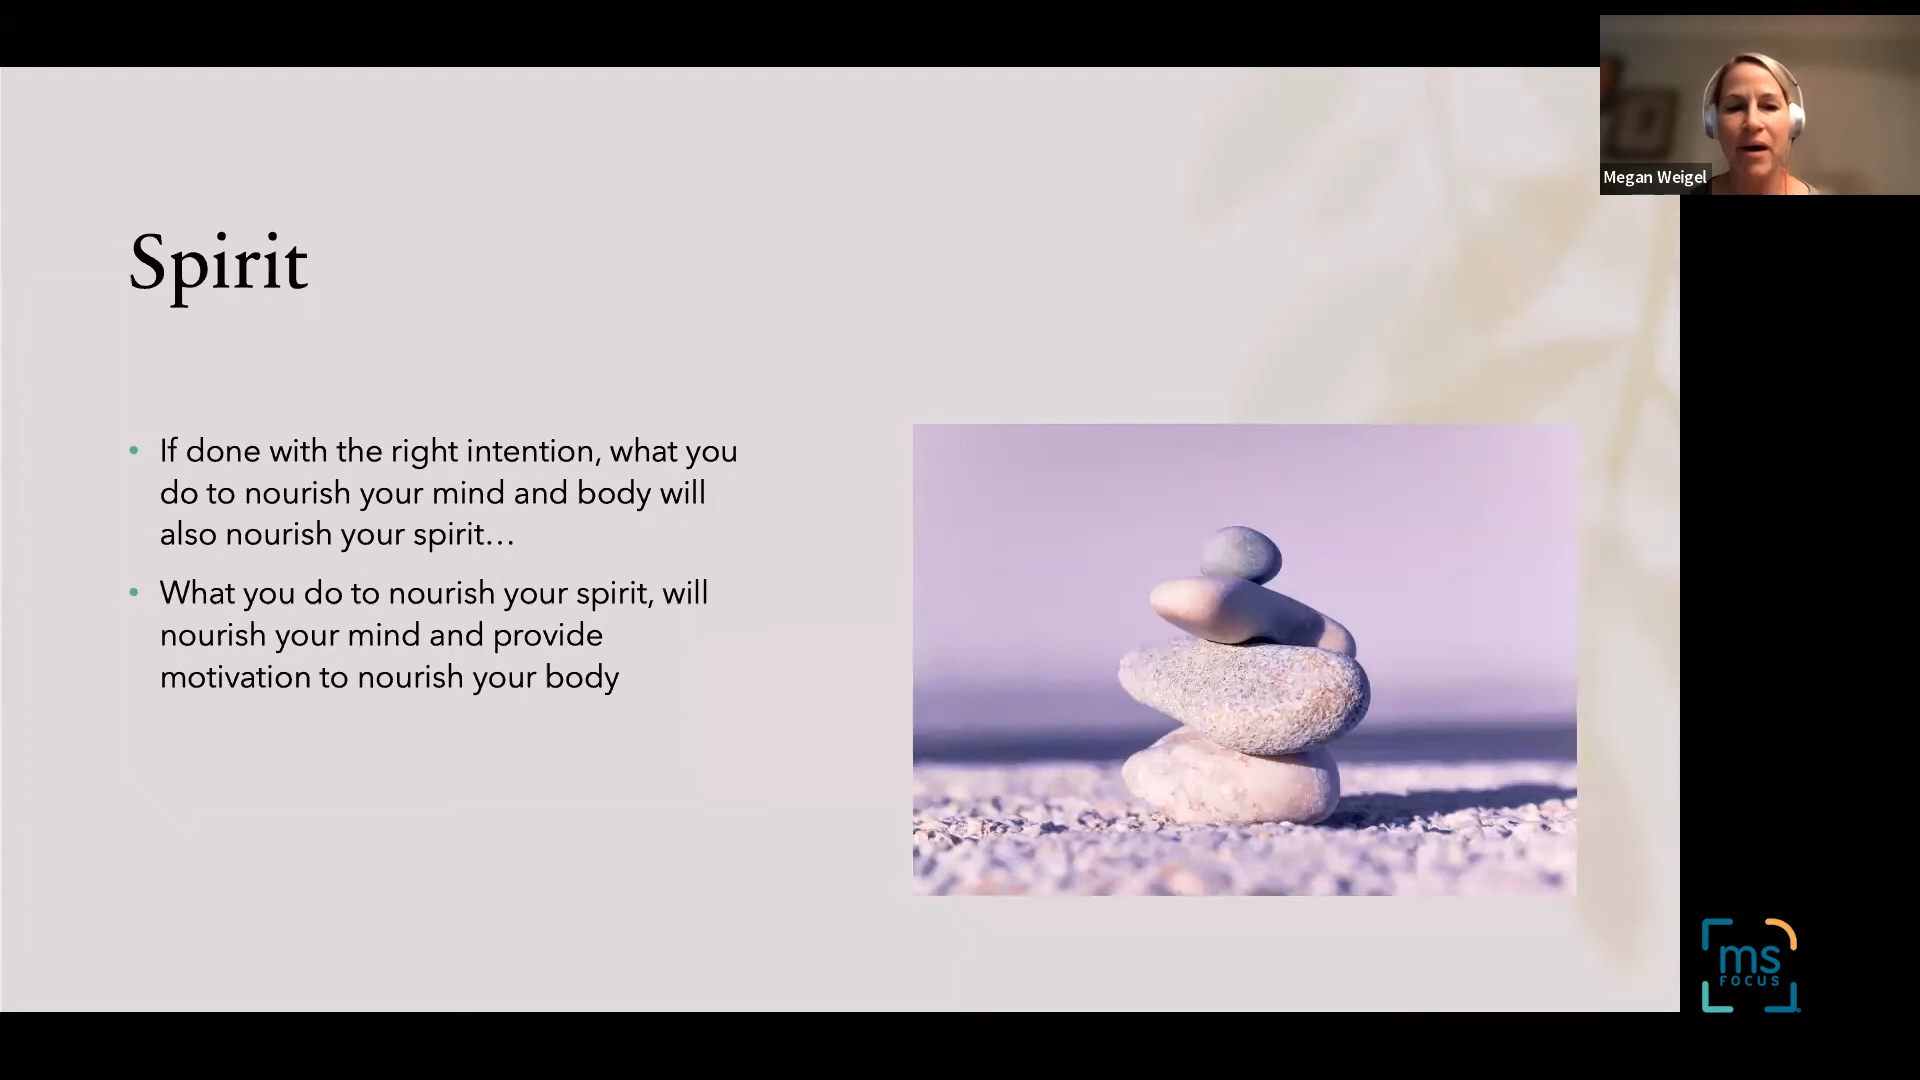 Megan Weigel
Spirit
• If done with the right intention, what you
do to nourish your mind and body will
also nourish your spirit…
• What you do to nourish your spirit, will
nourish your mind and provide
motivation to nourish your body
ms
FOCUS